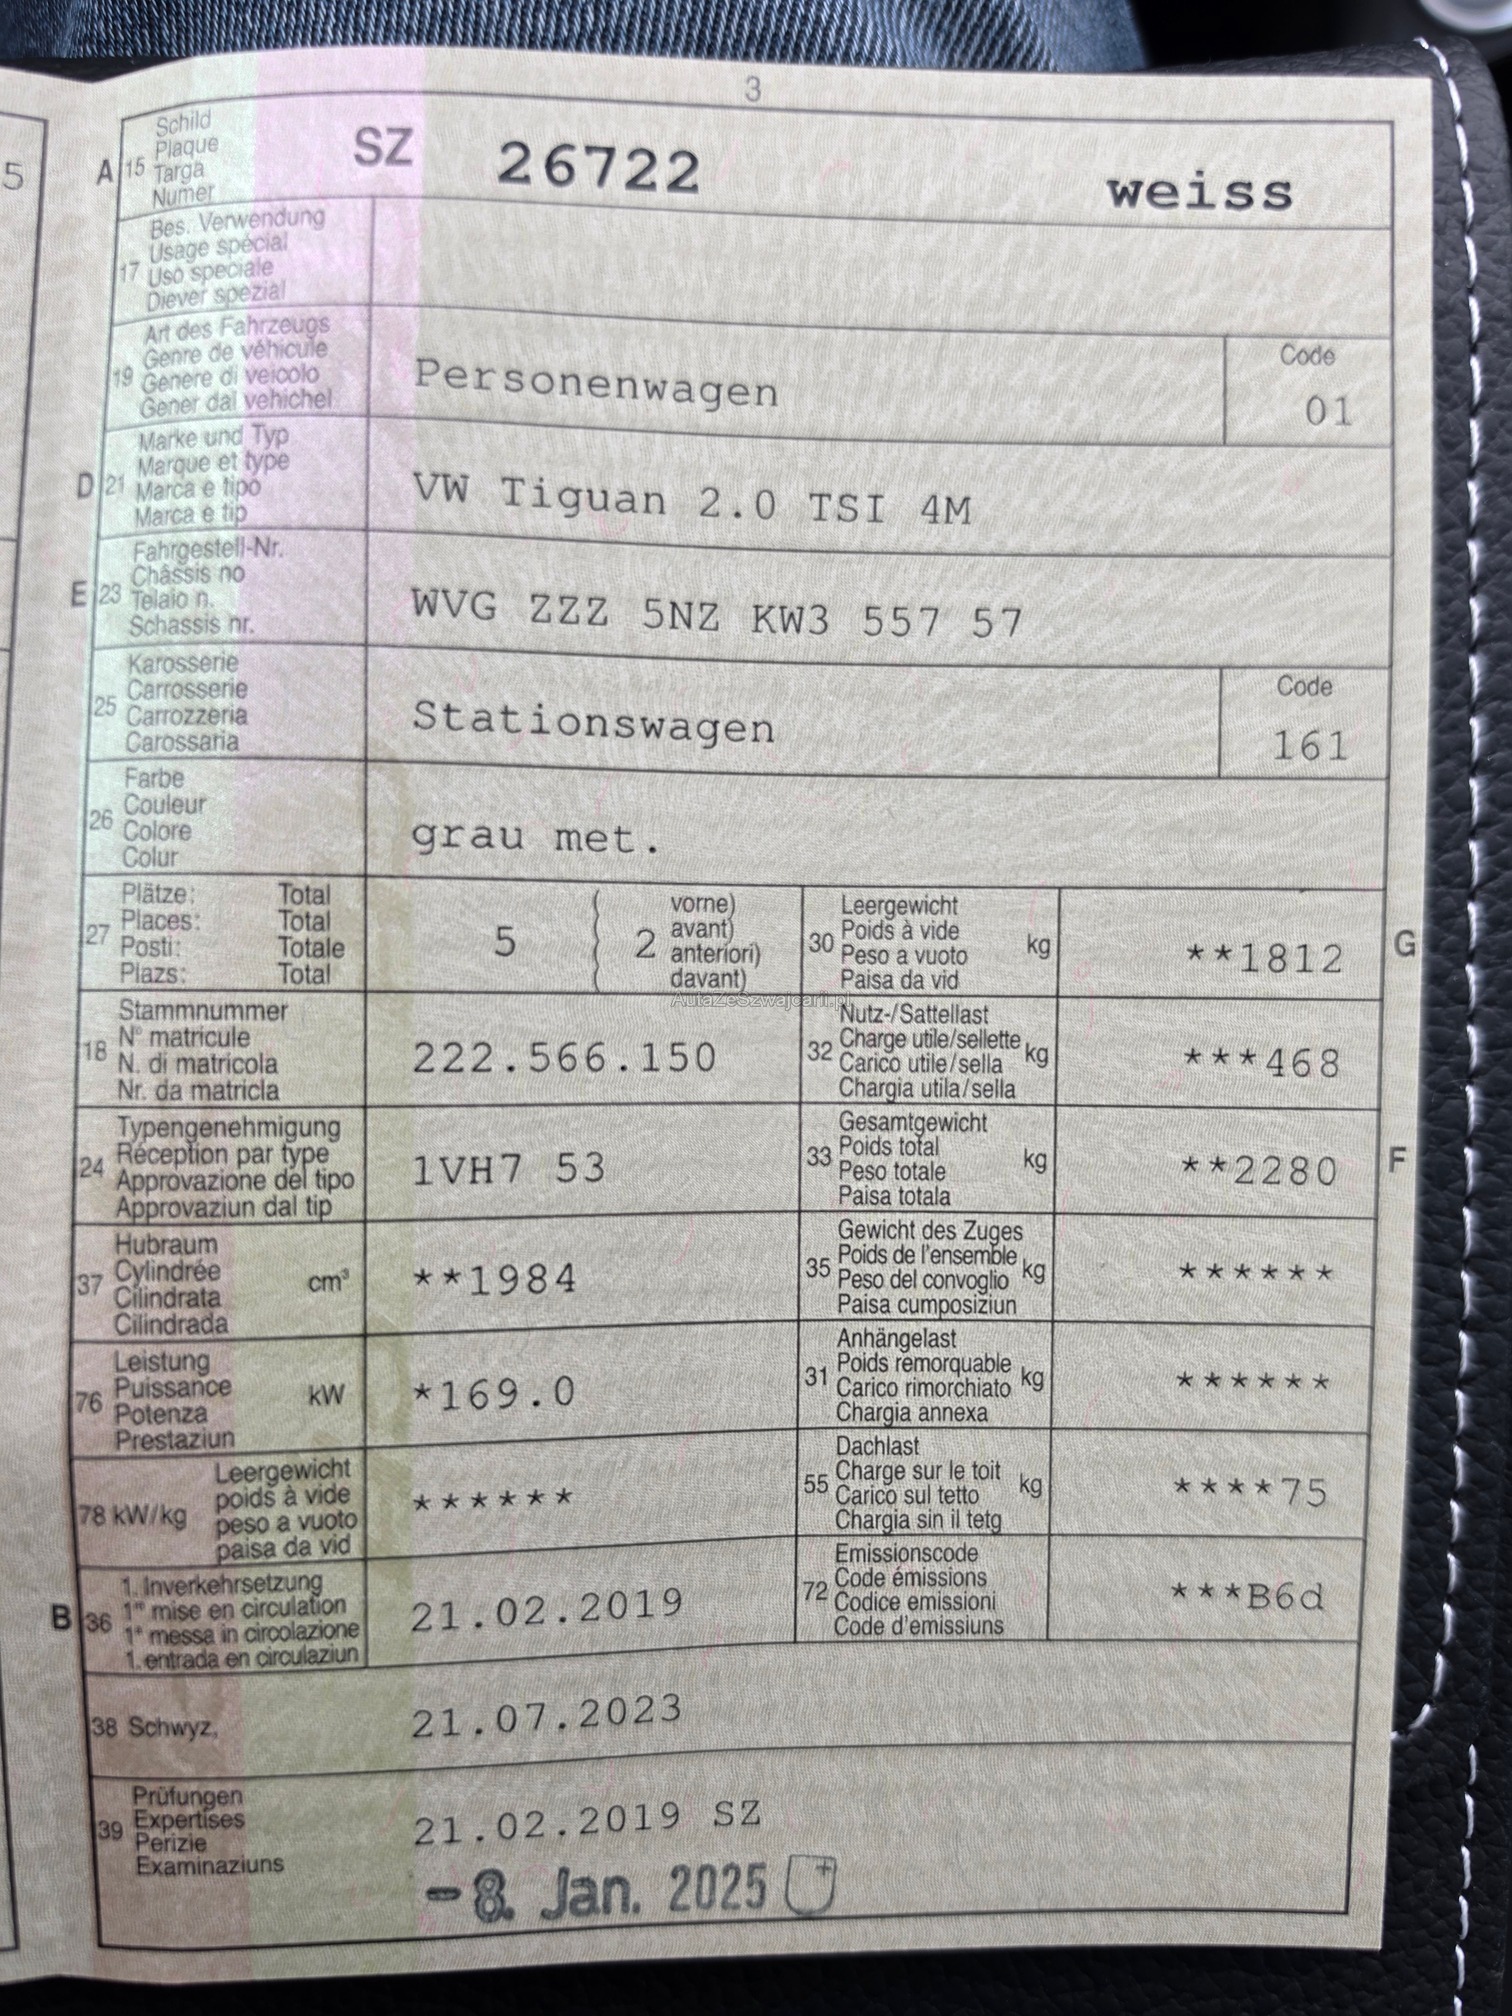 3
5
A 15 Schild
Plaque
Targa
Numer
SZ 26722 weiss
17 Bes. Verwendung
Usage spécial
Uso speciale
Diever spezial
19 Art des Fahrzeugs
Genre de véhicule
Genere di veicolo
Gener dal vehichel
Personenwagen
Code
01
D 21 Marke und Typ
Marque et type
Marca e tipo
Marca e tip
VW Tiguan 2.0 TSI 4M
E 23 Fahrgestell-Nr.
Châssis no
Telaio n.
Schassis nr.
WVG ZZZ 5NZ KW3 557 57
25 Karosserie
Carrosserie
Carrozzeria
Carossaria
Stationswagen
Code
161
26 Farbe
Couleur
Colore
Colur
grau met.
27 Plätze: Total
Places: Total
Posti: Totale
Plazs: Total
5 ( 2 vorne)
avant)
anteriori)
davant)
30 Leergewicht
Poids à vide
Peso a vuoto
Paisa da vid
kg **1812 G
AutaZeSzwajcarii.pl
18 Stammnummer
N° matricule
N. di matricola
Nr. da matricla
222.566.150
32 Nutz-/Sattellast
Charge utile/sellette
Carico utile/sella
Chargia utila/sella
kg ***468
24 Typengenehmigung
Réception par type
Approvazione del tipo
Approvaziun dal tip
1VH7 53
33 Gesamtgewicht
Poids total
Peso totale
Paisa totala
kg **2280 F
37 Hubraum
Cylindrée
Cilindrata
Cilindrada
cm³ **1984
35 Gewicht des Zuges
Poids de l'ensemble
Peso del convoglio
Paisa cumposiziun
kg ******
76 Leistung
Puissance
Potenza
Prestaziun
kW *169.0
31 Anhängelast
Poids remorquable
Carico rimorchiato
Chargia annexa
kg ******
78 kW/kg Leergewicht
poids à vide
peso a vuoto
paisa da vid
******
55 Dachlast
Charge sur le toit
Carico sul tetto
Chargia sin il tetg
kg ****75
B 36 1. Inverkehrsetzung
1re mise en circulation
1a messa in circolazione
1. entrada en circulaziun
21.02.2019
72 Emissionscode
Code émissions
Codice emissioni
Code d'emissiuns
***B6d
38 Schwyz,
21.07.2023
39 Prüfungen
Expertises
Perizie
Examinaziuns
21.02.2019 SZ
-8. Jan. 2025